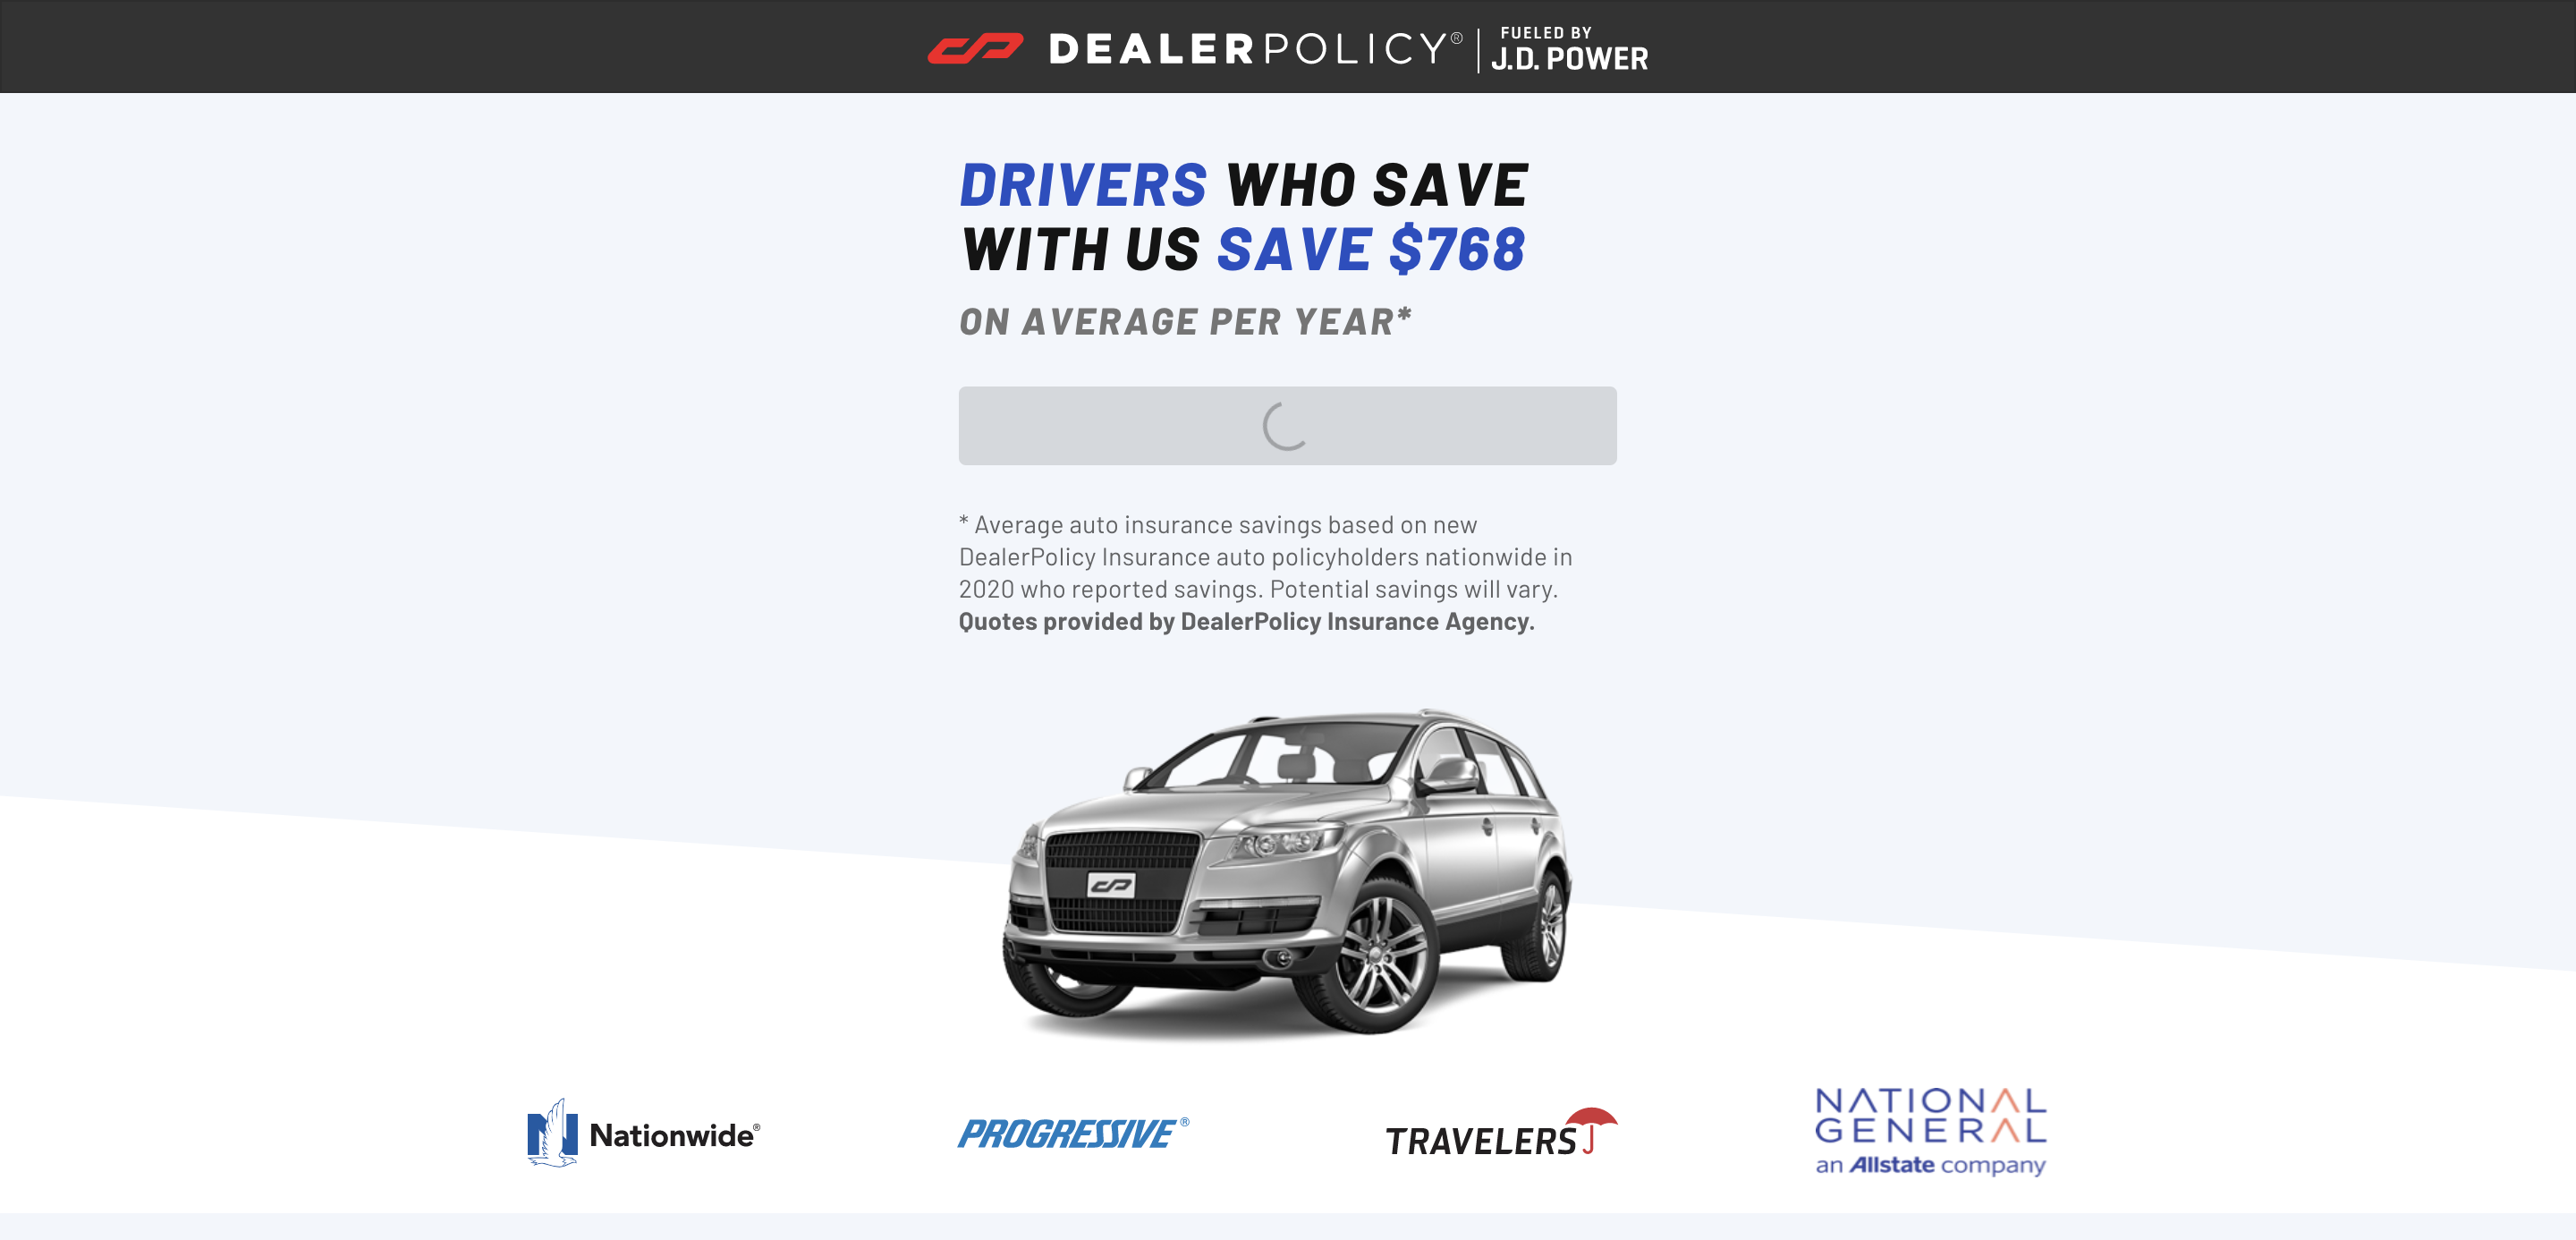 DEALERPOLICY® FUELED BY
J.D. POWER
DRIVERS WHO SAVE
WITH US SAVE $768
ON AVERAGE PER YEAR*
* Average auto insurance savings based on new
DealerPolicy Insurance auto policyholders nationwide in
2020 who reported savings. Potential savings will vary.
Quotes provided by DealerPolicy Insurance Agency.
Nationwide®
PROGRESSIVE®
TRAVELERS
NATIONAL
GENERAL
an Allstate company